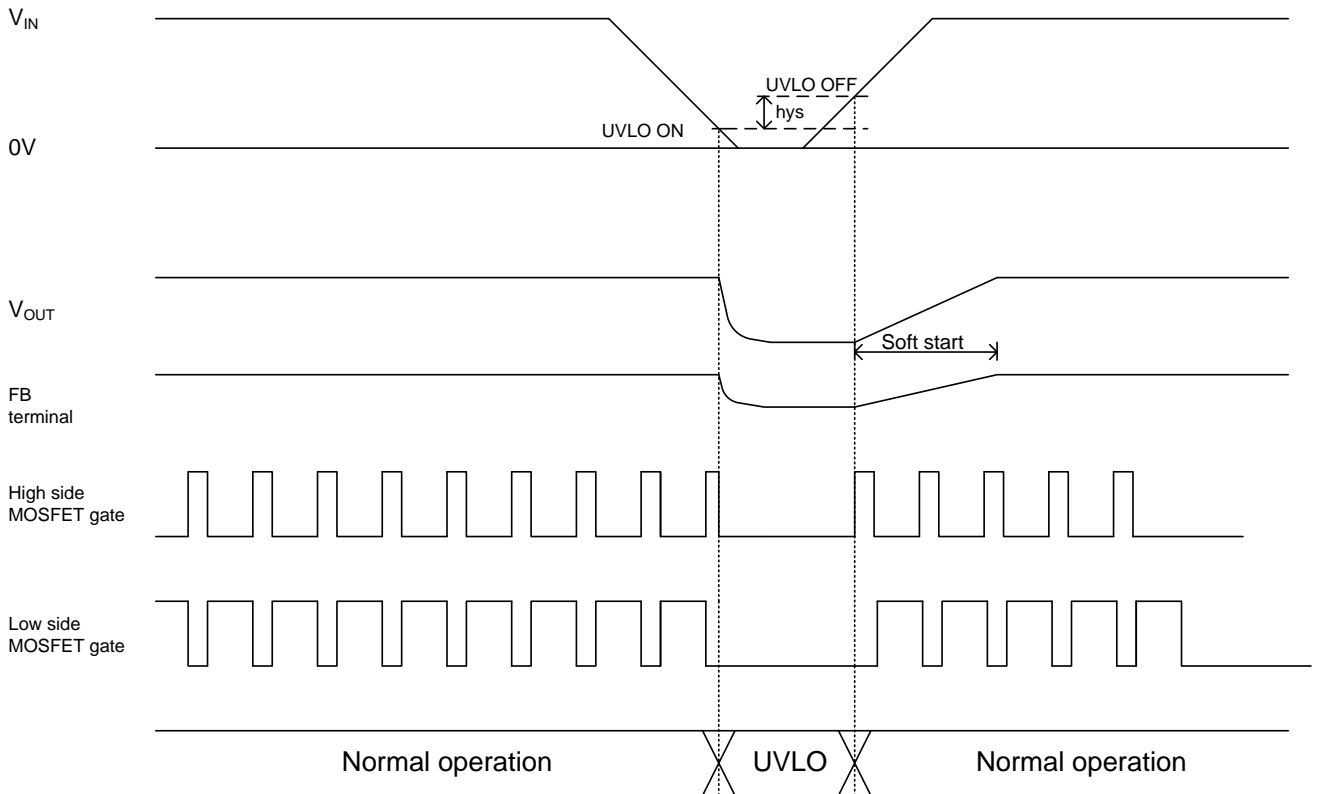 VIN
UVLO OFF
hys
UVLO ON
0V
VOUT
Soft start
FB
terminal
High side
MOSFET gate
Low side
MOSFET gate
Normal operation
UVLO
Normal operation